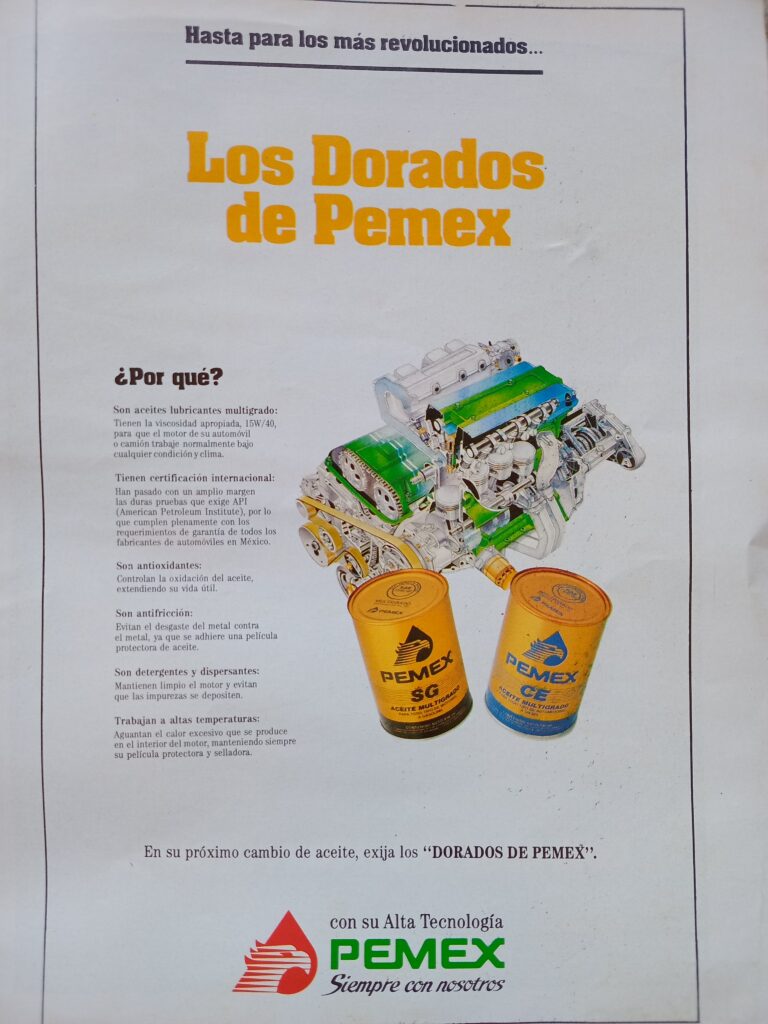 Hasta para los más revolucionados...
Los Dorados
de Pemex
¿Por qué?
Son aceites lubricantes multigrado:
Tienen la viscosidad apropiada, 15W/40,
para que el motor de su automóvil
o camión trabaje normalmente bajo
cualquier condición y clima.
Tienen certificación internacional:
Han pasado con un amplio margen
las duras pruebas que exige API
(American Petroleum Institute), por lo
que cumplen plenamente con los
requerimientos de garantía de todos los
fabricantes de automóviles en México.
Son antioxidantes:
Controlan la oxidación del aceite,
extendiendo su vida útil.
Son antifricción:
Evitan el desgaste del metal contra
el metal, ya que se adhiere una película
protectora de aceite.
Son detergentes y dispersantes:
Mantienen limpio el motor y evitan
que las impurezas se depositen.
Trabajan a altas temperaturas:
Aguantan el calor excesivo que se produce
en el interior del motor, manteniendo siempre
su película protectora y selladora.
PEMEX
PEMEX
SG
ACEITE MULTIGRADO
PEMEX
PEMEX
CE
ACEITE MULTIGRADO
En su próximo cambio de aceite, exija los "DORADOS DE PEMEX".
con su Alta Tecnología
PEMEX
Siempre con nosotros